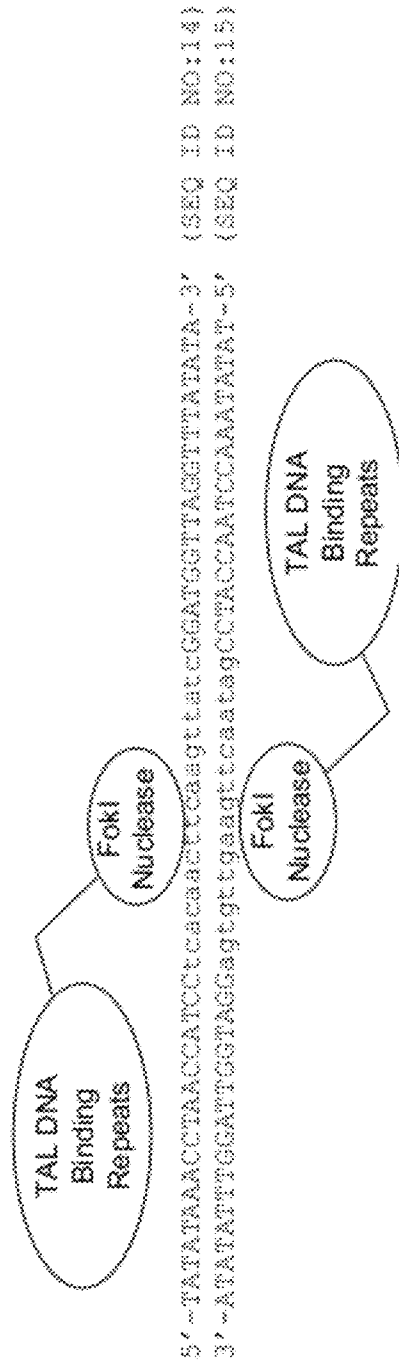 TAL DNA
Binding
Repeats
FokI
Nuclease
5'-TATATAAACCTAACCATCCtcacaacttcaagttatcGGATGGTTAGGTTTATATA-3' (SEQ ID NO:14)
3'-ATATATTTGGATTGGTAGGagtgttgaagttcaatagCCTACCAATCCAAATATAT-5' (SEQ ID NO:15)
FokI
Nuclease
TAL DNA
Binding
Repeats